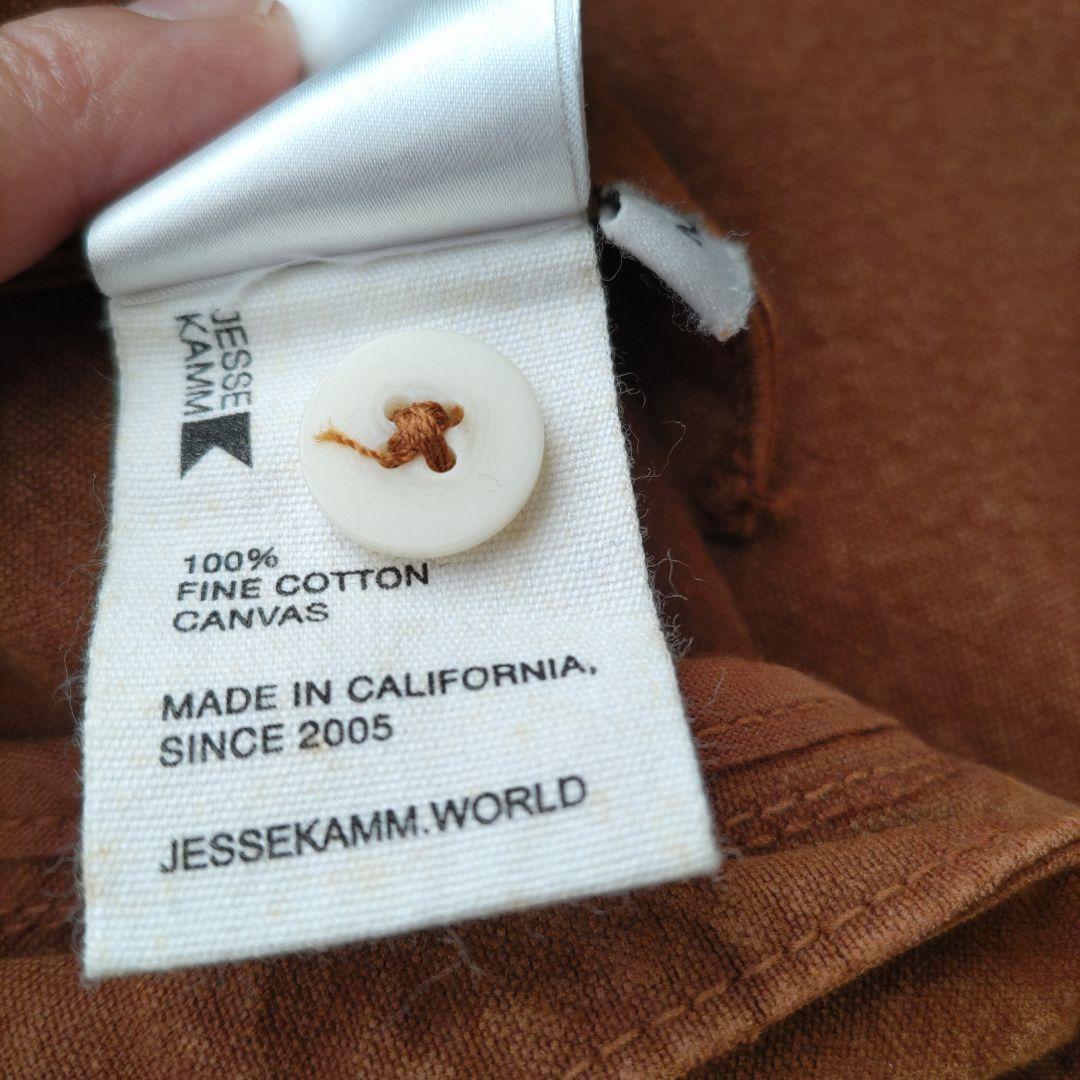 JESSE
KAMM
100%
FINE COTTON
CANVAS
MADE IN CALIFORNIA,
SINCE 2005
JESSEKAMM.WORLD